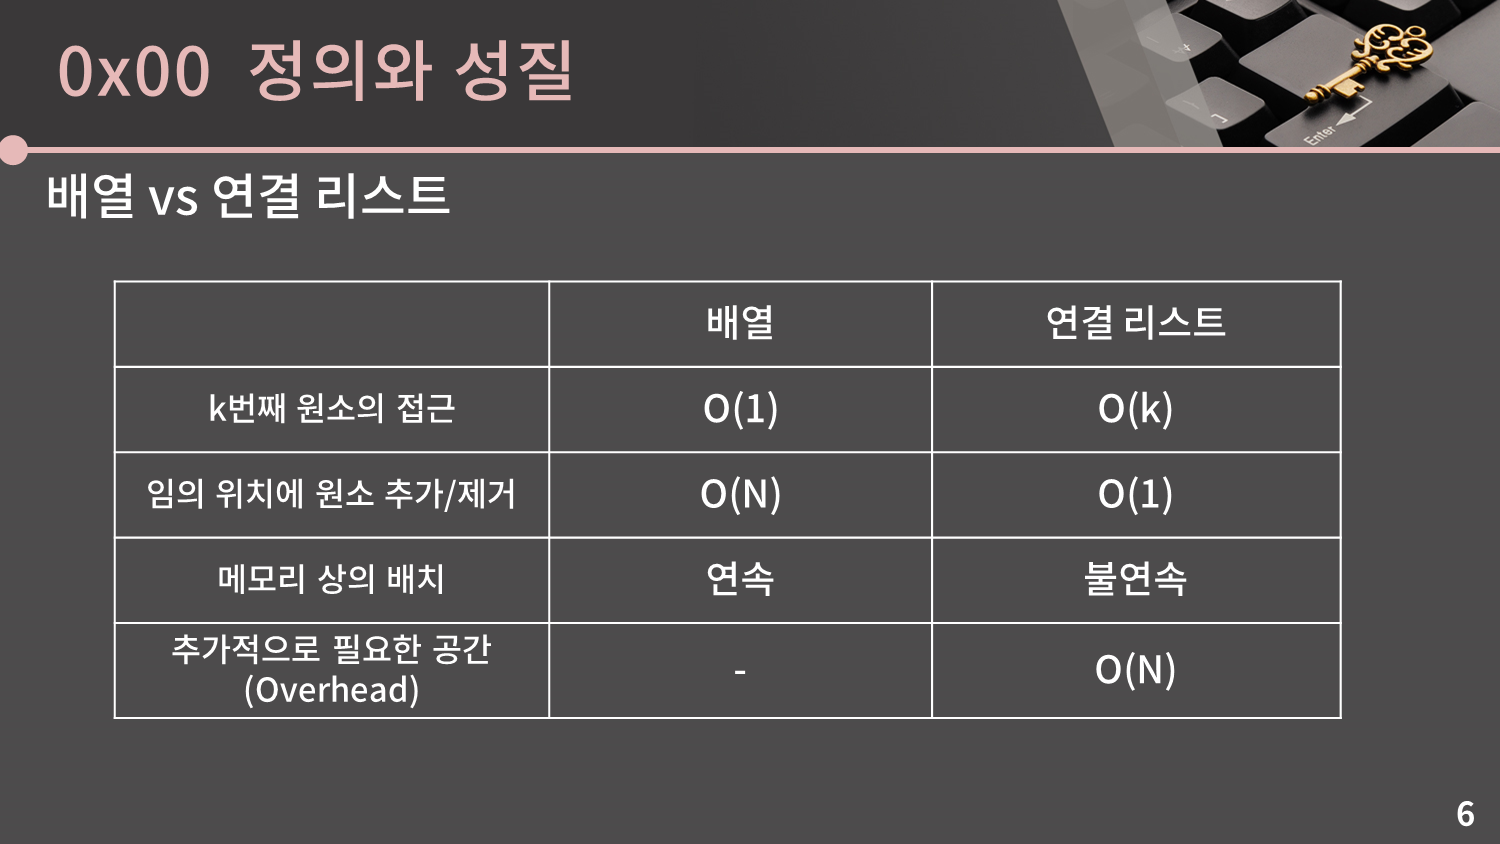 0x00 정의와 성질
Enter
배열 vs 연결 리스트
배열 연결 리스트
k번째 원소의 접근 O(1) O(k)
임의 위치에 원소 추가/제거 O(N) O(1)
메모리 상의 배치 연속 불연속
추가적으로 필요한 공간
(Overhead) - O(N)
6